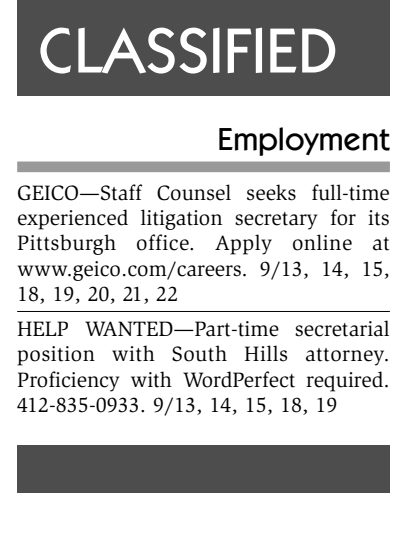 CLASSIFIED
Employment
GEICO—Staff Counsel seeks full-time
experienced litigation secretary for its
Pittsburgh office. Apply online at
www.geico.com/careers. 9/13, 14, 15,
18, 19, 20, 21, 22
HELP WANTED—Part-time secretarial
position with South Hills attorney.
Proficiency with WordPerfect required.
412-835-0933. 9/13, 14, 15, 18, 19